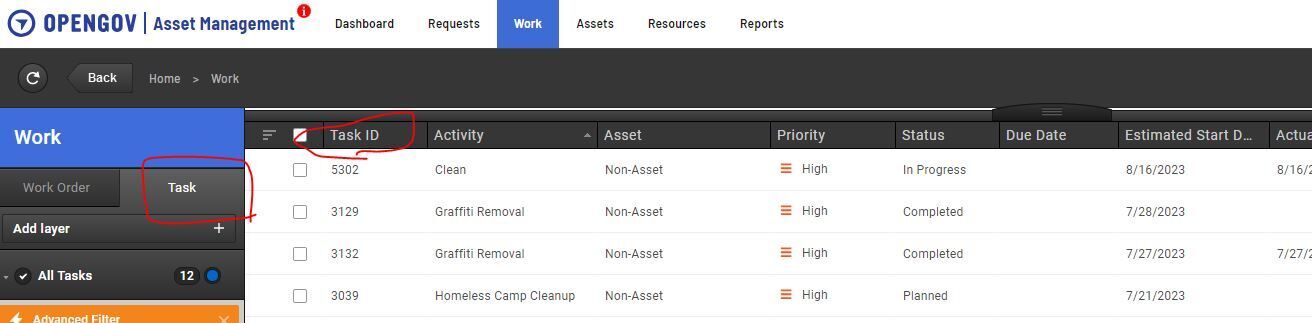 OPENGOV Asset Management i Dashboard Requests Work Assets Resources Reports
Back Home > Work
Work
Work Order Task
Add layer +
All Tasks 12
Advanced Filter
Task ID Activity Asset Priority Status Due Date Estimated Start D... Actua
5302 Clean Non-Asset High In Progress 8/16/2023 8/16/2
3129 Graffiti Removal Non-Asset High Completed 7/28/2023
3132 Graffiti Removal Non-Asset High Completed 7/27/2023 7/27/2
3039 Homeless Camp Cleanup Non-Asset High Planned 7/21/2023